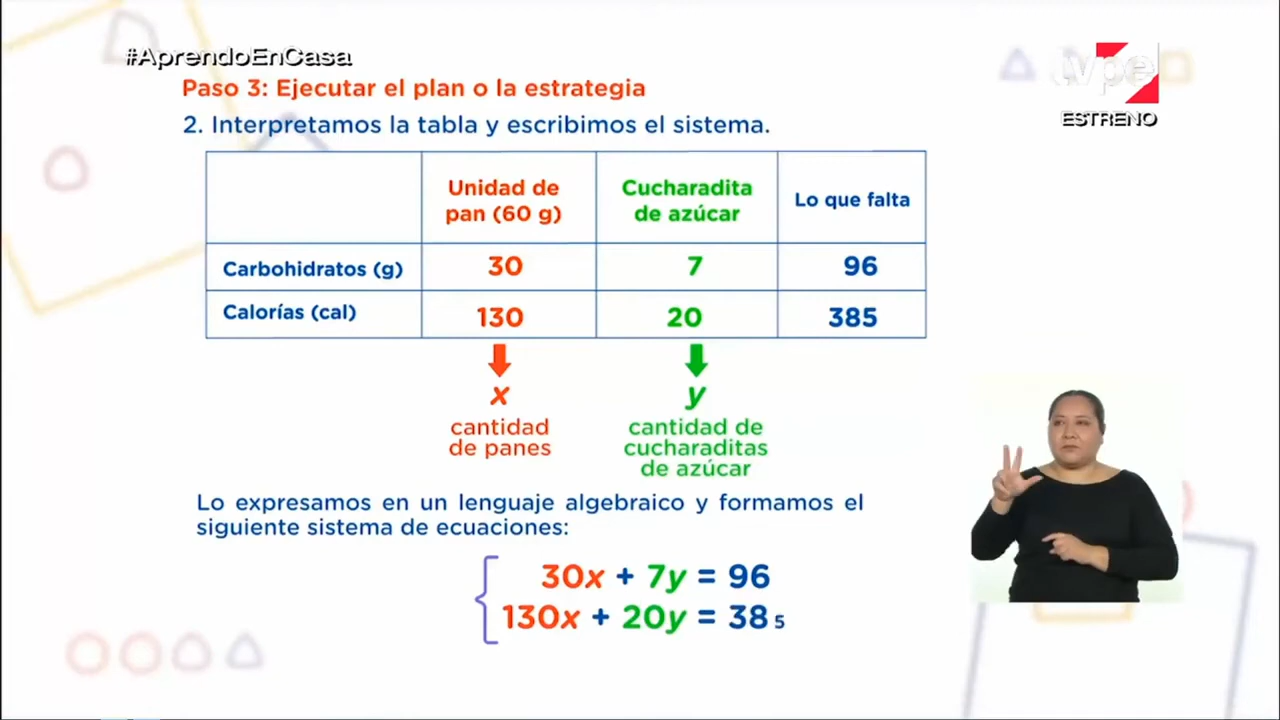 #AprendoEnCasa
tvpe
ESTRENO
Paso 3: Ejecutar el plan o la estrategia
2. Interpretamos la tabla y escribimos el sistema.
Unidad de
pan (60 g)
Cucharadita
de azúcar
Lo que falta
Carbohidratos (g) 30 7 96
Calorías (cal) 130 20 385
x
cantidad
de panes
y
cantidad de
cucharaditas
de azúcar
Lo expresamos en un lenguaje algebraico y formamos el
siguiente sistema de ecuaciones:
30x + 7y = 96
130x + 20y = 385